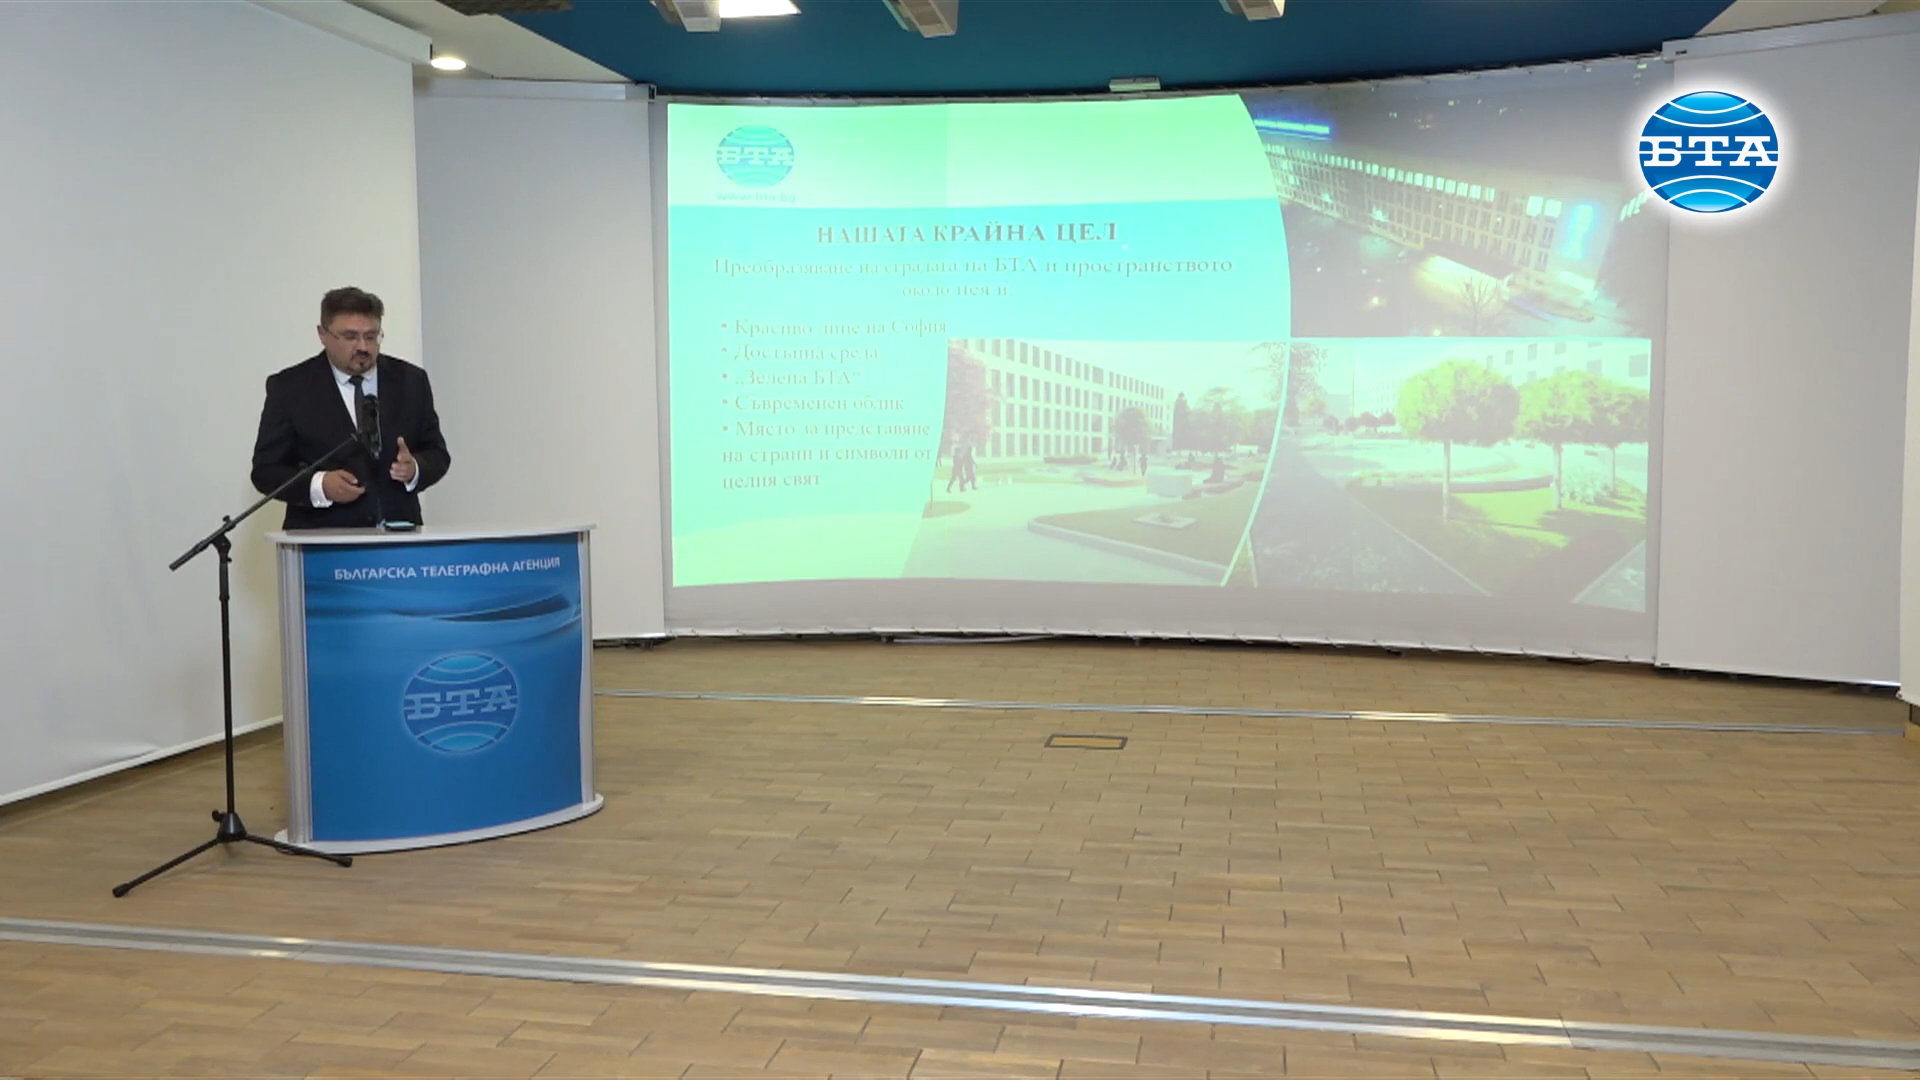 БТА
www.bta.bg
НАШАТА КРАЙНА ЦЕЛ
Преобразяване на сградата на БТА и пространството
около нея в:
• Красиво лице на София
• Достъпна среда
• „Зелена БТА“
• Съвременен облик
• Място за представяне
на страни и символи от
целия свят
БТА
БЪЛГАРСКА ТЕЛЕГРАФНА АГЕНЦИЯ
БТА